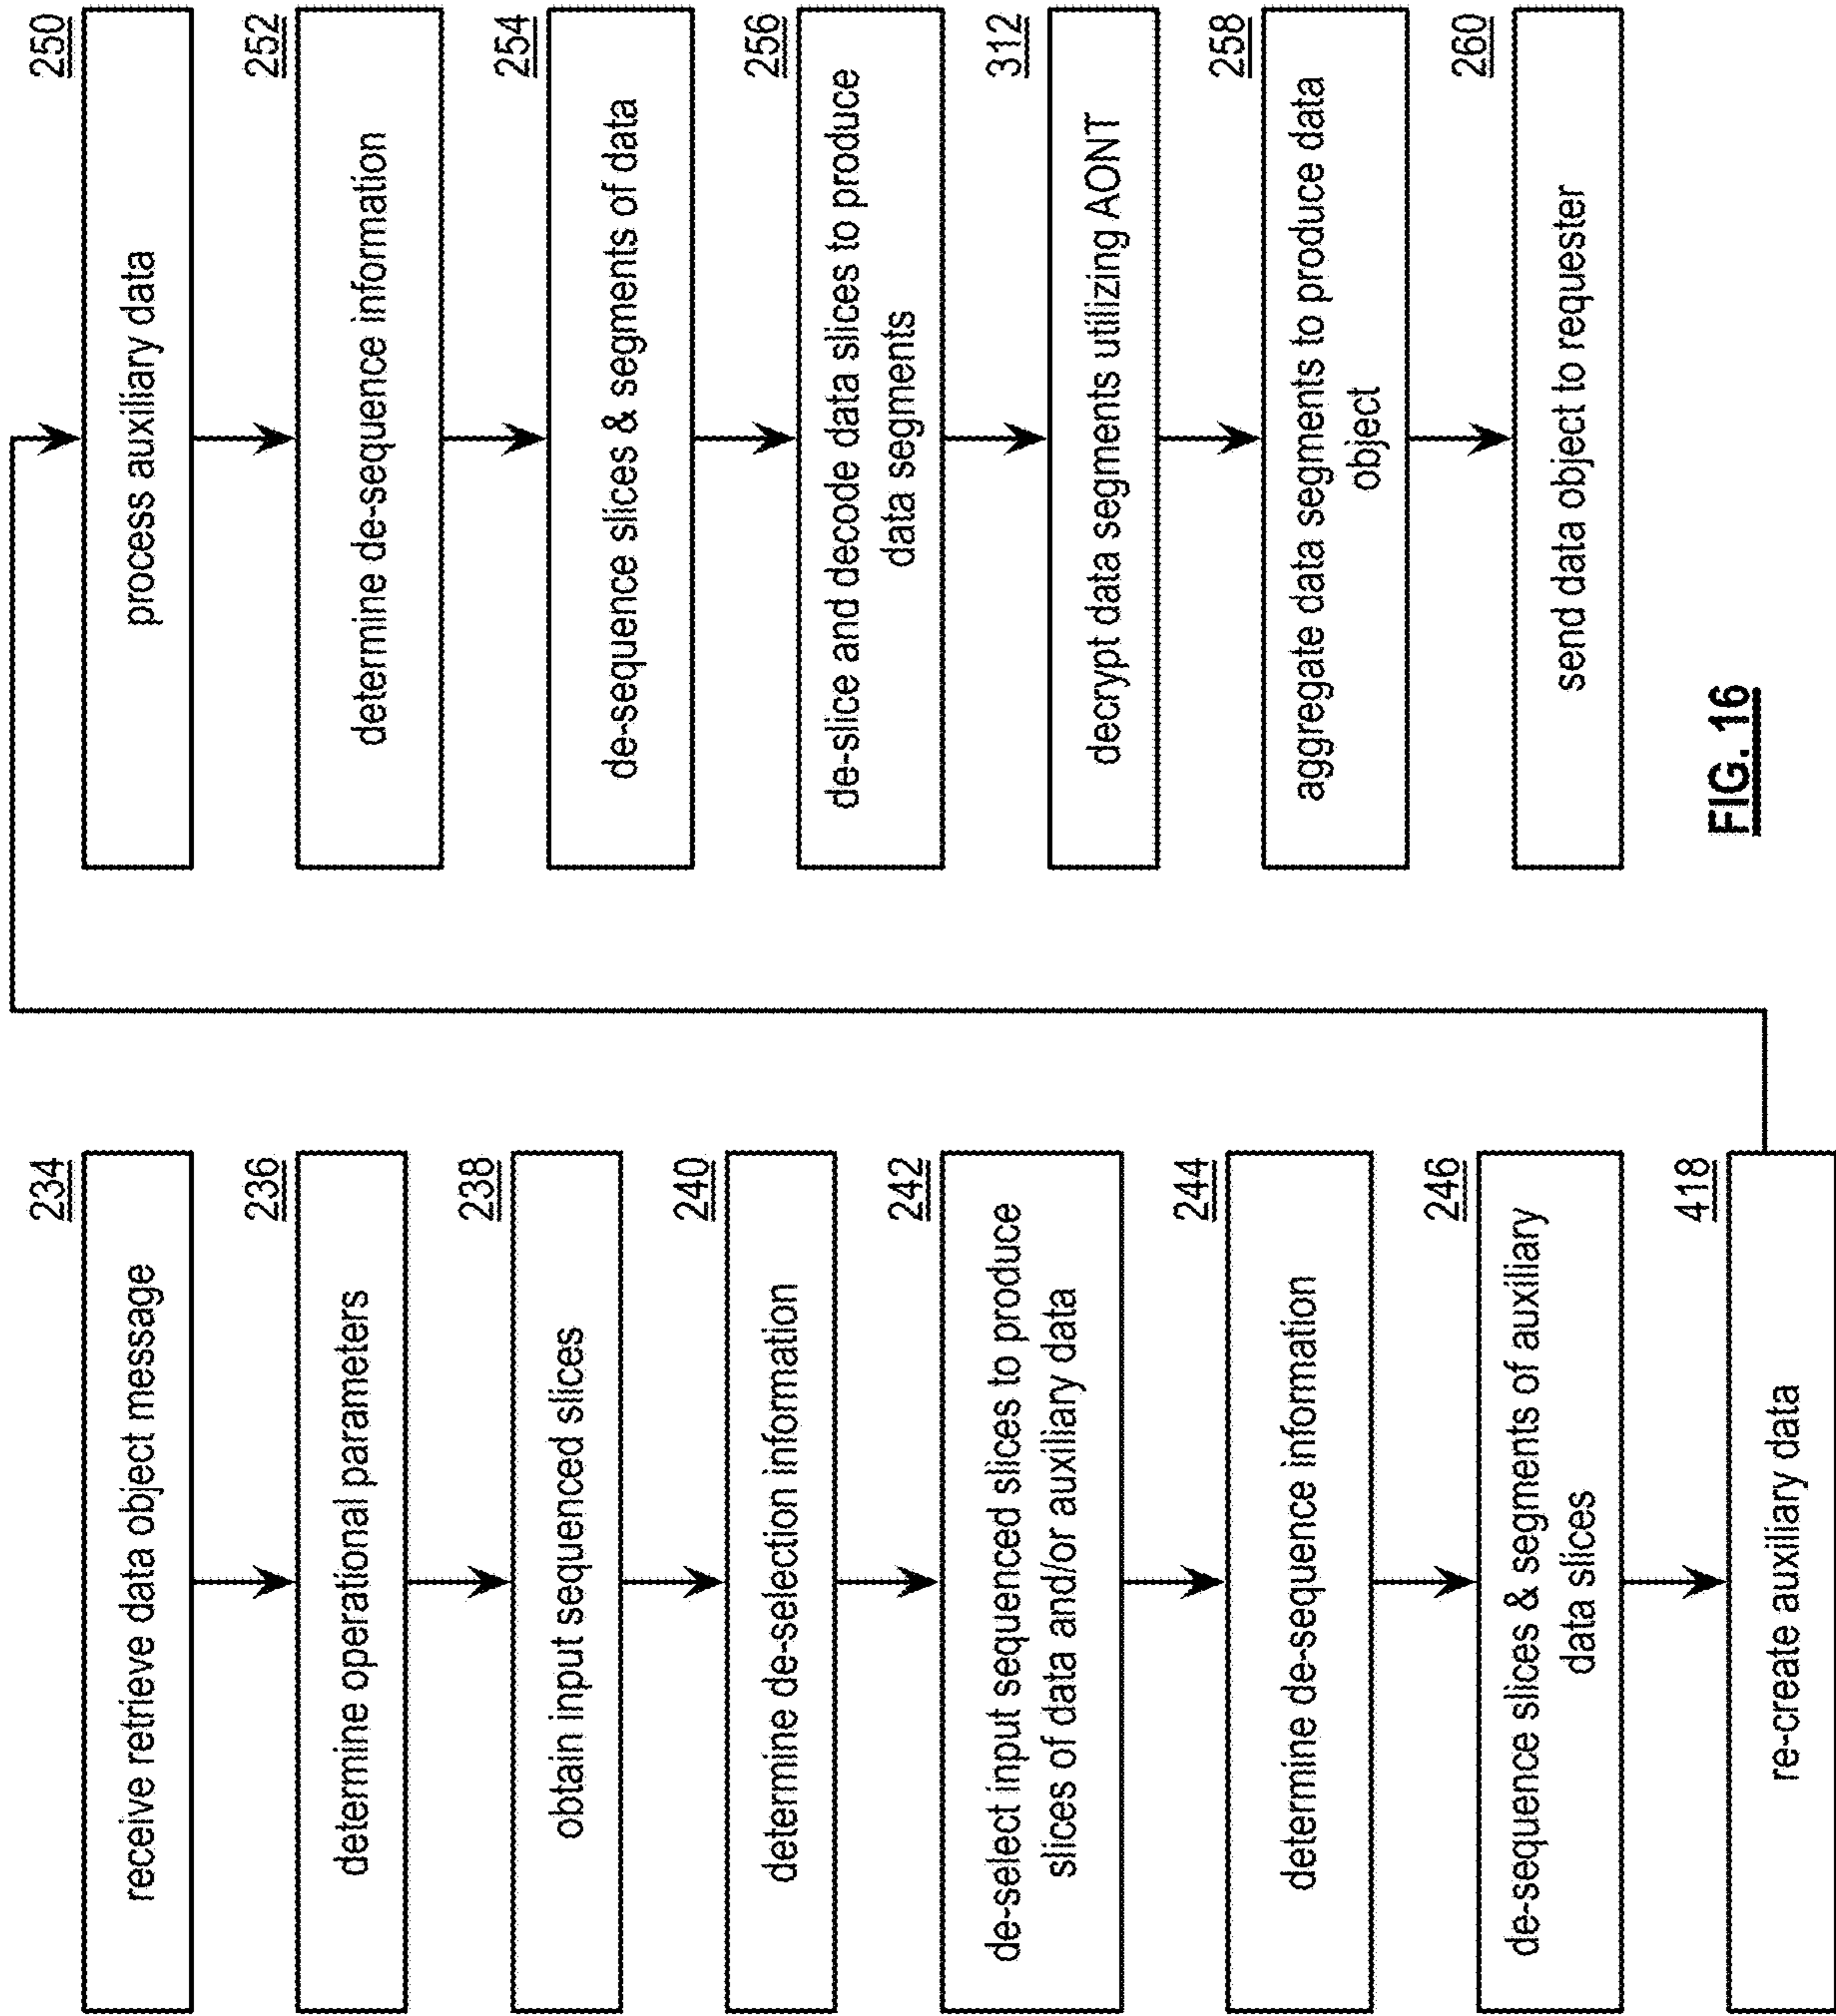 234
receive retrieve data object message
236
determine operational parameters
238
obtain input sequenced slices
240
determine de-selection information
242
de-select input sequenced slices to produce
slices of data and/or auxiliary data
244
determine de-sequence information
246
de-sequence slices & segments of auxiliary
data slices
418
re-create auxiliary data
250
process auxiliary data
252
determine de-sequence information
254
de-sequence slices & segments of data
256
de-slice and decode data slices to produce
data segments
312
decrypt data segments utilizing AONT
258
aggregate data segments to produce data
object
260
send data object to requester
FIG. 16